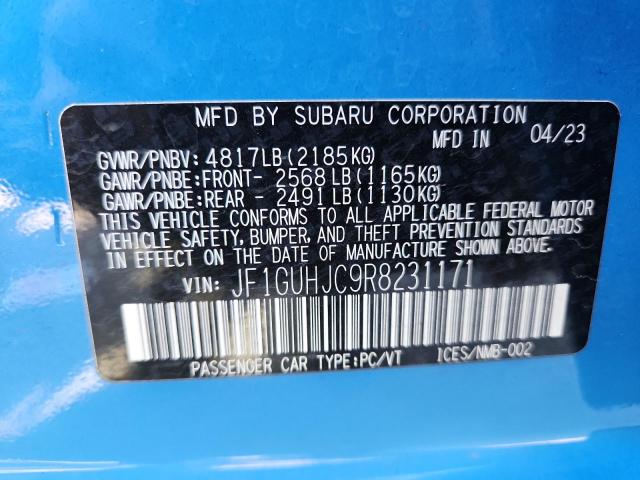 MFD BY SUBARU CORPORATION
MFD IN 04/23
GVWR/PNBV: 4817LB(2185KG)
GAWR/PNBE:FRONT- 2568 LB(1165KG)
GAWR/PNBE:REAR - 2491 LB(1130KG)
THIS VEHICLE CONFORMS TO ALL APPLICABLE FEDERAL MOTOR
VEHICLE SAFETY, BUMPER, AND THEFT PREVENTION STANDARDS
IN EFFECT ON THE DATE OF MANUFACTURE SHOWN ABOVE.
VIN: JF1GUHJC9R8231171
PASSENGER CAR TYPE:PC/VT ICES/NMB-002